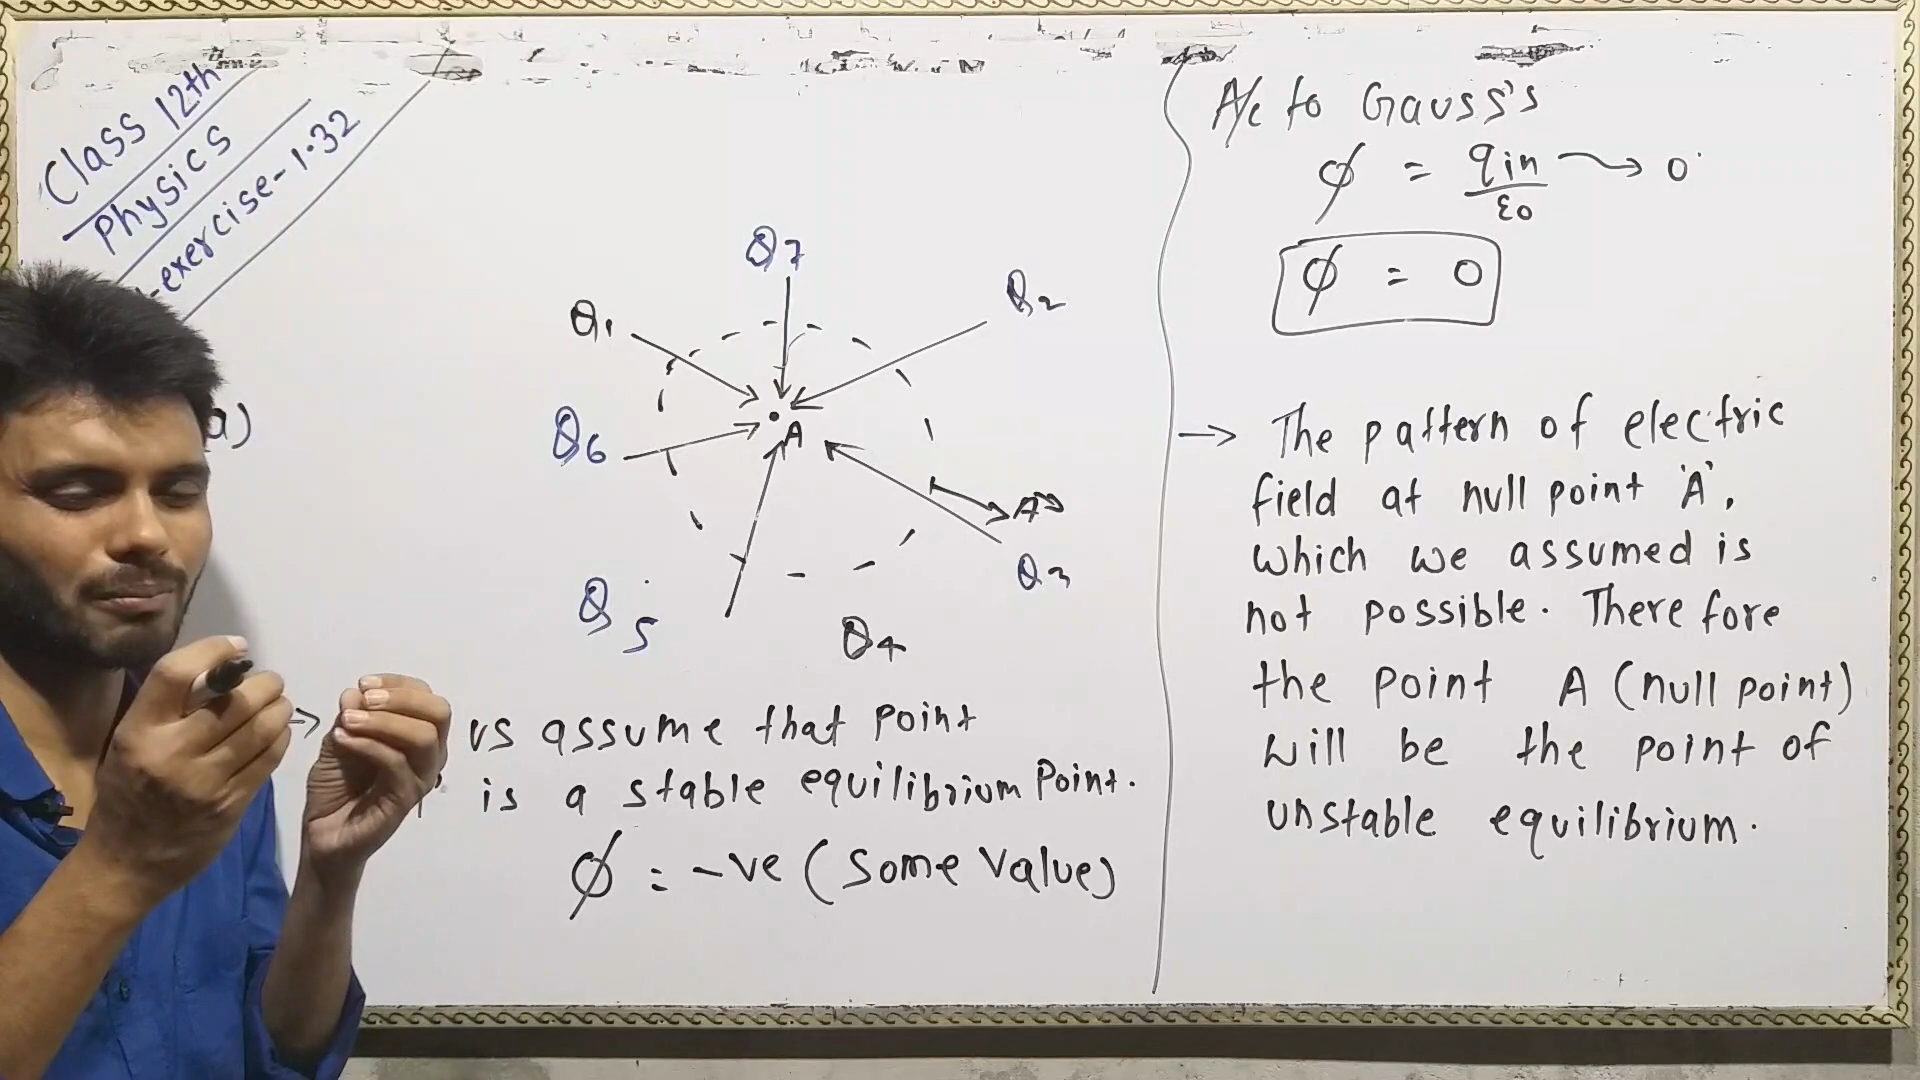 Class 12th
Physics
-exercise-1.32
a)
Q7
Q1
Q2
Q6
A
Q3
Q5
Q4
→ us assume that point
is a stable equilibrium Point.
ϕ = -ve (Some Value)
A/c to Gauss's
ϕ = qin/ε0 → 0
ϕ = 0
→ The pattern of electric
field at null point 'A',
which we assumed is
not possible. Therefore
the point A (null point)
will be the point of
unstable equilibrium.